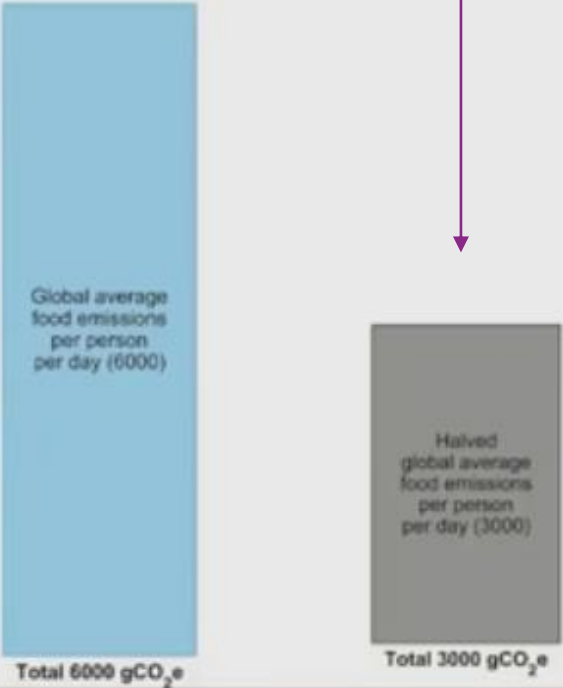 Global average
food emissions
per person
per day (6000)
Total 6000 gCO₂e
Halved
global average
food emissions
per person
per day (3000)
Total 3000 gCO₂e